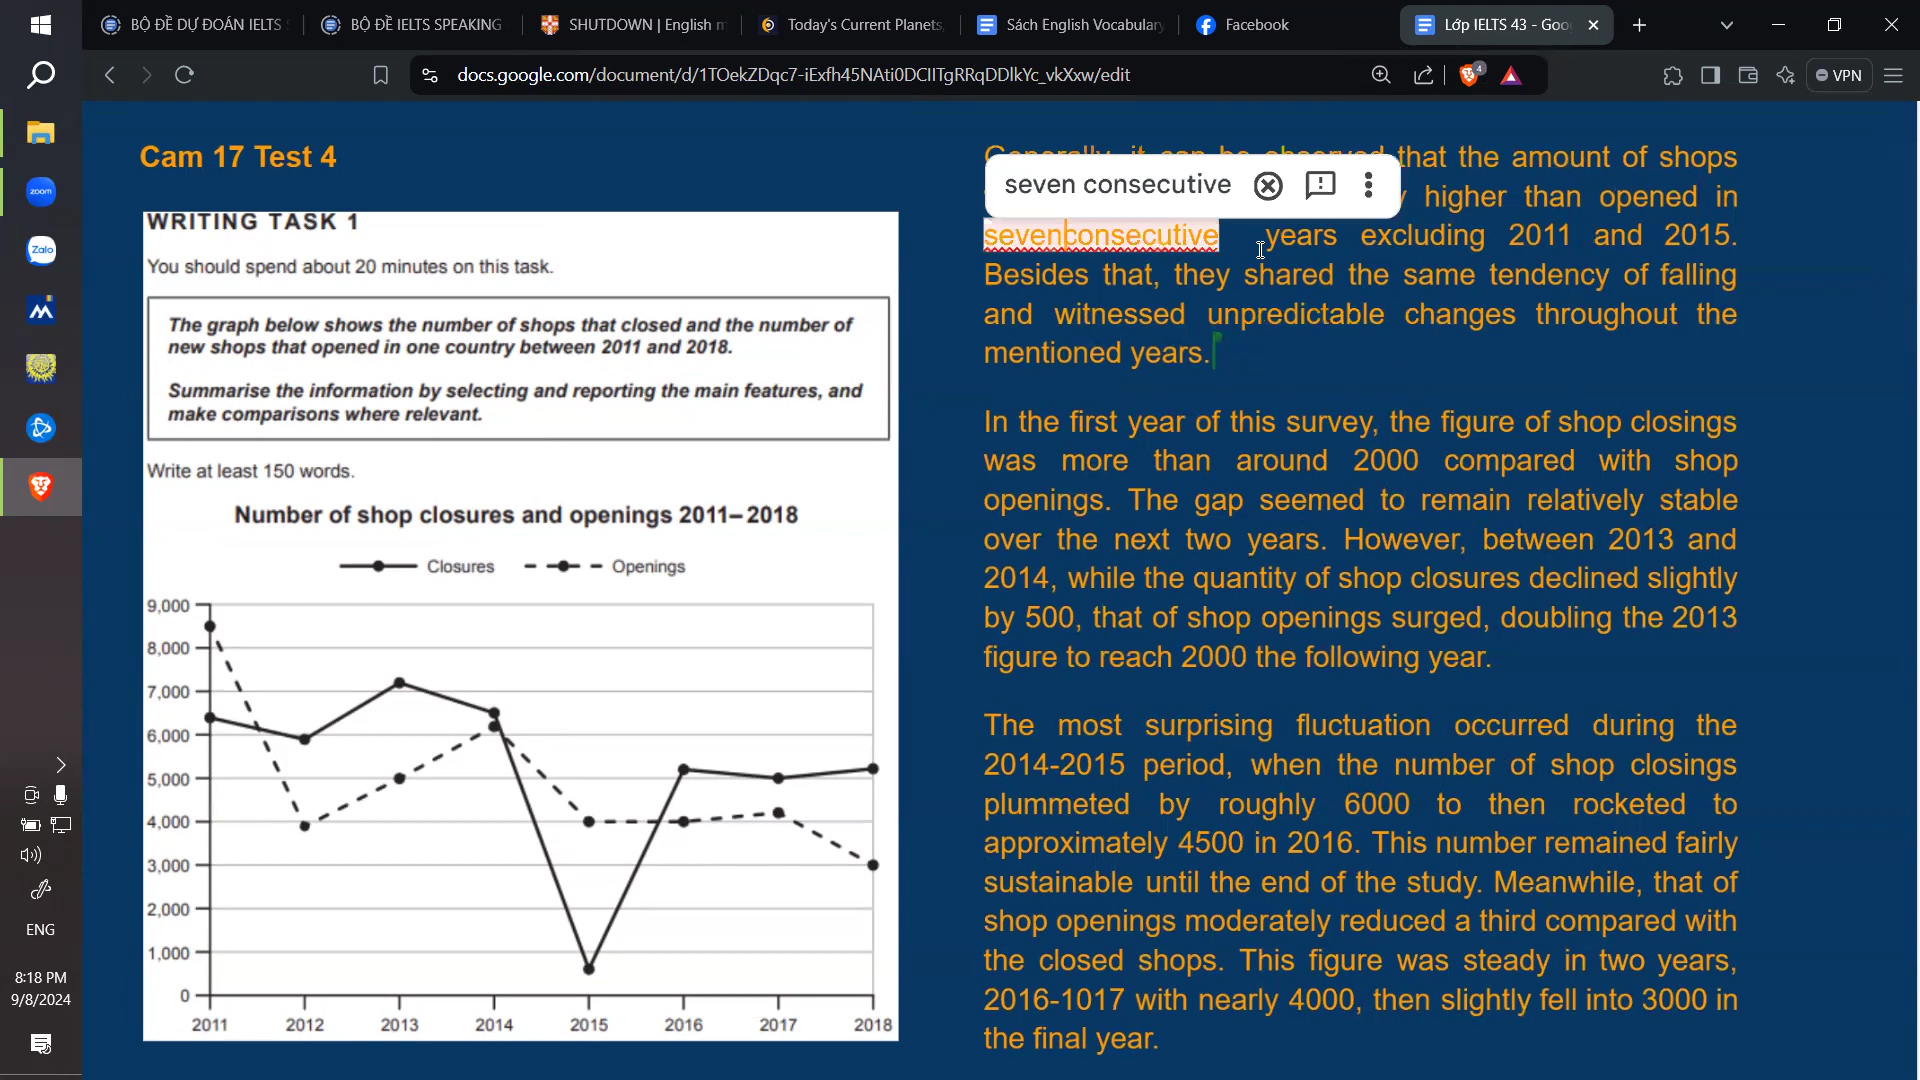 BỘ ĐỀ DỰ ĐOÁN IELTS
BỘ ĐỀ IELTS SPEAKING
SHUTDOWN | English m
Today's Current Planets,
Sách English Vocabulary
Facebook
Lớp IELTS 43 - Goo
docs.google.com/document/d/1TOekZDqc7-iExfh45NAti0DCIITgRRqDDlkYc_vkXxw/edit
4
VPN
zoom
Zalo
ENG
8:18 PM
9/8/2024
Cam 17 Test 4
WRITING TASK 1
You should spend about 20 minutes on this task.
The graph below shows the number of shops that closed and the number of
new shops that opened in one country between 2011 and 2018.
Summarise the information by selecting and reporting the main features, and
make comparisons where relevant.
Write at least 150 words.
Number of shop closures and openings 2011–2018
Closures
Openings
9,000
8,000
7,000
6,000
5,000
4,000
3,000
2,000
1,000
0
2011 2012 2013 2014 2015 2016 2017 2018
Generally, it can be observed that the amount of shops
seven consecutive
higher than opened in
sevenconsecutive years excluding 2011 and 2015.
Besides that, they shared the same tendency of falling
and witnessed unpredictable changes throughout the
mentioned years.
In the first year of this survey, the figure of shop closings
was more than around 2000 compared with shop
openings. The gap seemed to remain relatively stable
over the next two years. However, between 2013 and
2014, while the quantity of shop closures declined slightly
by 500, that of shop openings surged, doubling the 2013
figure to reach 2000 the following year.
The most surprising fluctuation occurred during the
2014-2015 period, when the number of shop closings
plummeted by roughly 6000 to then rocketed to
approximately 4500 in 2016. This number remained fairly
sustainable until the end of the study. Meanwhile, that of
shop openings moderately reduced a third compared with
the closed shops. This figure was steady in two years,
2016-1017 with nearly 4000, then slightly fell into 3000 in
the final year.